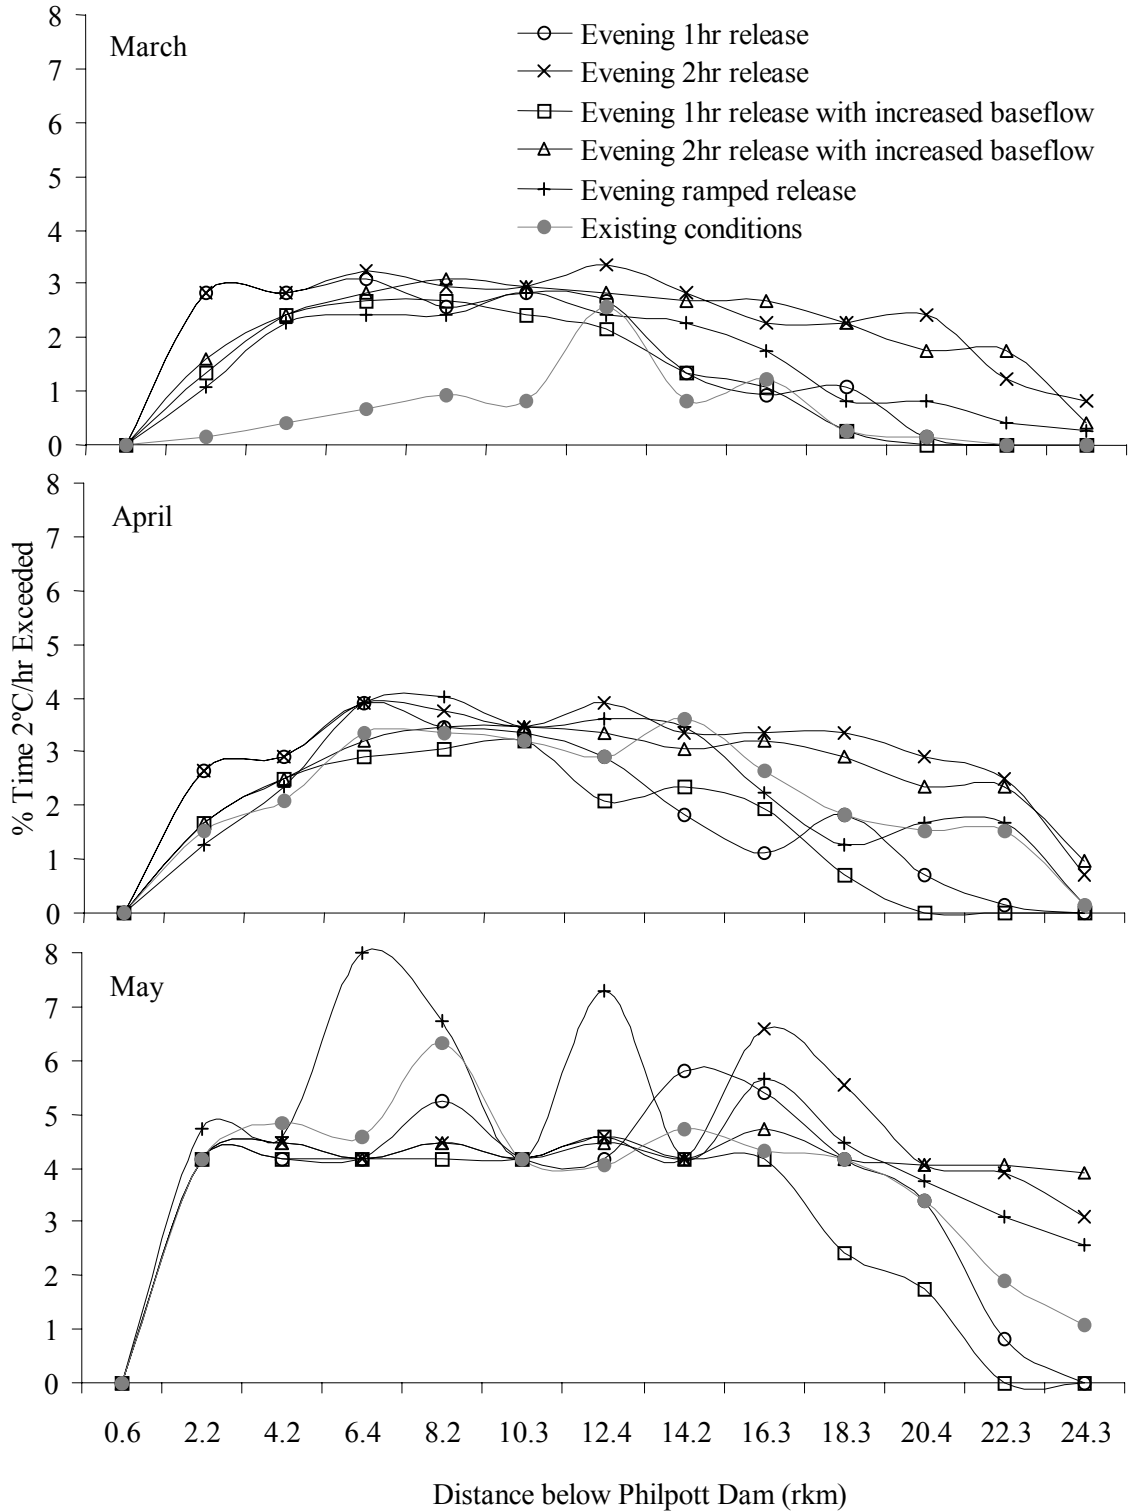 8
7
6
5
4
3
2
1
0
March
Evening 1hr release
Evening 2hr release
Evening 1hr release with increased baseflow
Evening 2hr release with increased baseflow
Evening ramped release
Existing conditions
8
7
6
5
4
3
2
1
0
April
% Time 2ºC/hr Exceeded
8
7
6
5
4
3
2
1
0
May
0.6 2.2 4.2 6.4 8.2 10.3 12.4 14.2 16.3 18.3 20.4 22.3 24.3
Distance below Philpott Dam (rkm)